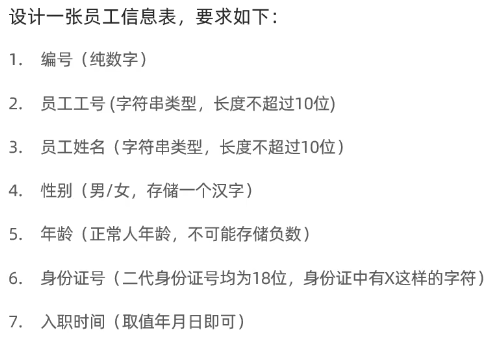 设计一张员工信息表，要求如下：
1. 编号（纯数字）
2. 员工工号 (字符串类型，长度不超过10位)
3. 员工姓名（字符串类型，长度不超过10位）
4. 性别（男/女，存储一个汉字）
5. 年龄（正常人年龄，不可能存储负数）
6. 身份证号（二代身份证号均为18位，身份证中有X这样的字符）
7. 入职时间（取值年月日即可）